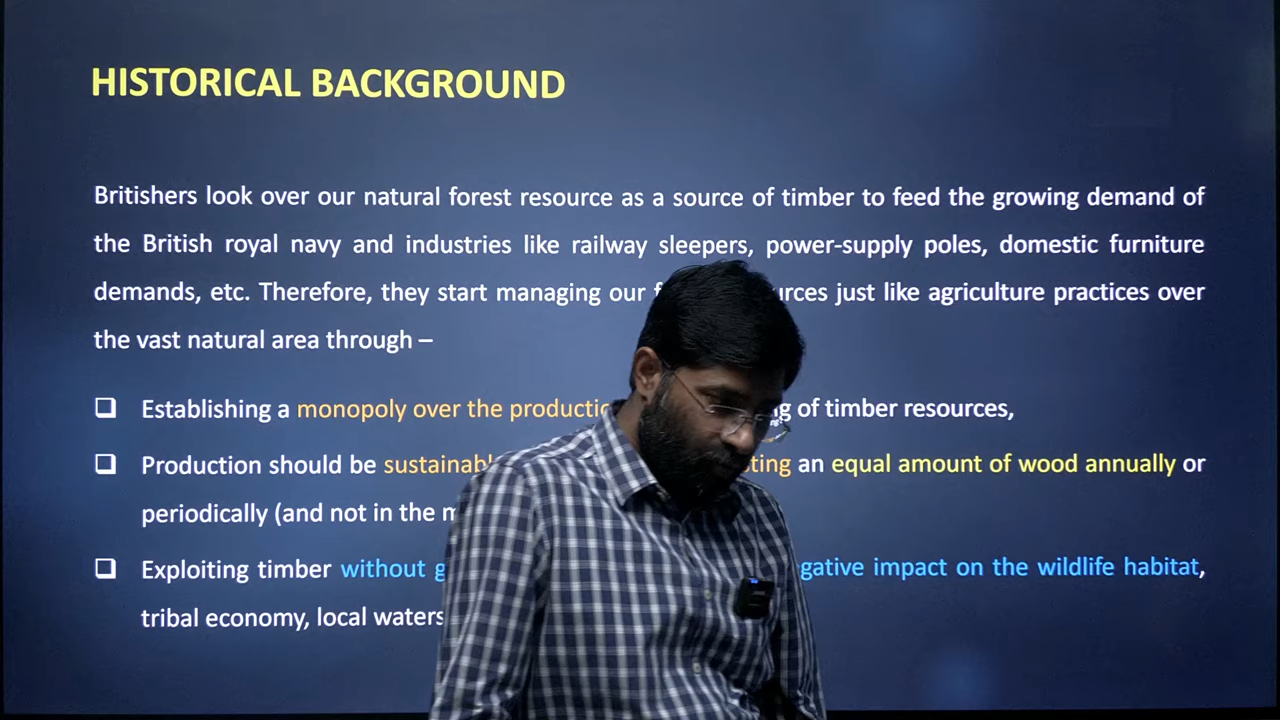 HISTORICAL BACKGROUND
Britishers look over our natural forest resource as a source of timber to feed the growing demand of
the British royal navy and industries like railway sleepers, power-supply poles, domestic furniture
demands, etc. Therefore, they start managing our just like agriculture practices over
the vast natural area through –
Establishing a monopoly over the of timber resources,
Production should be an equal amount of wood annually or
periodically (and not in the
Exploiting timber without impact on the wildlife habitat,
tribal economy, local